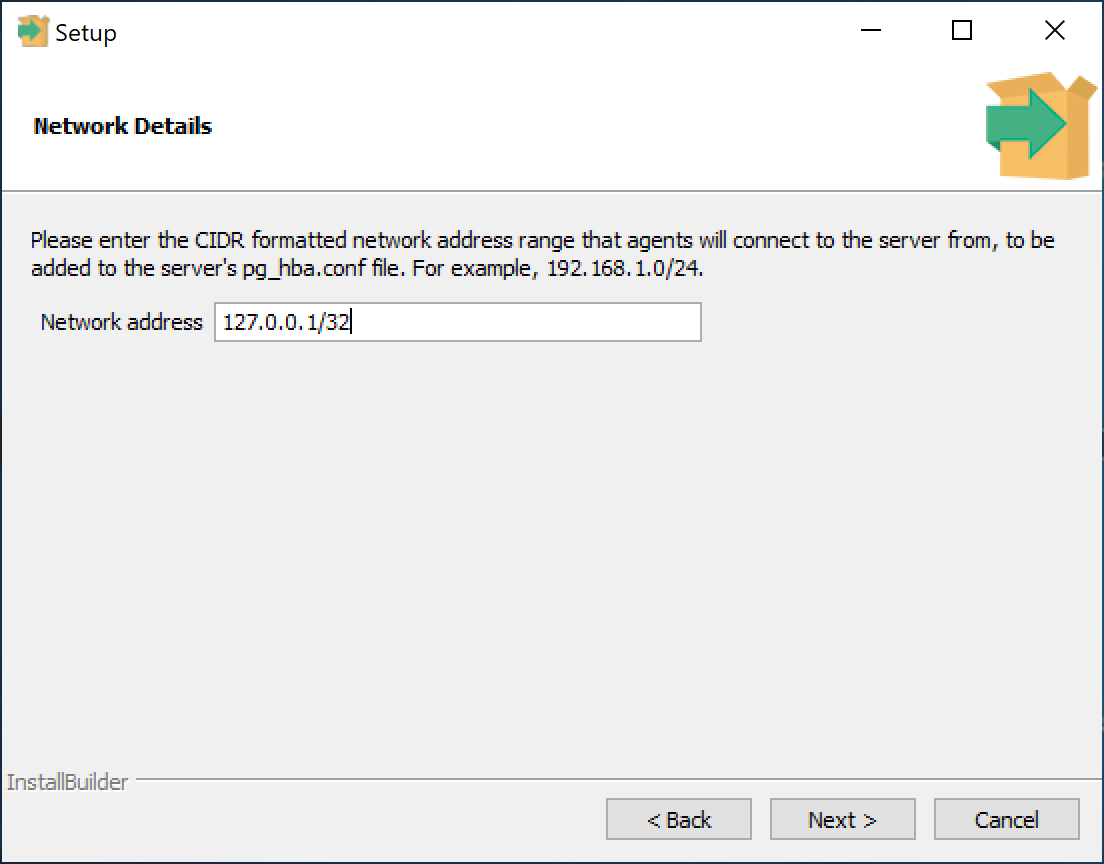 Setup
Network Details
Please enter the CIDR formatted network address range that agents will connect to the server from, to be
added to the server's pg_hba.conf file. For example, 192.168.1.0/24.
Network address 127.0.0.1/32
InstallBuilder
< Back Next > Cancel